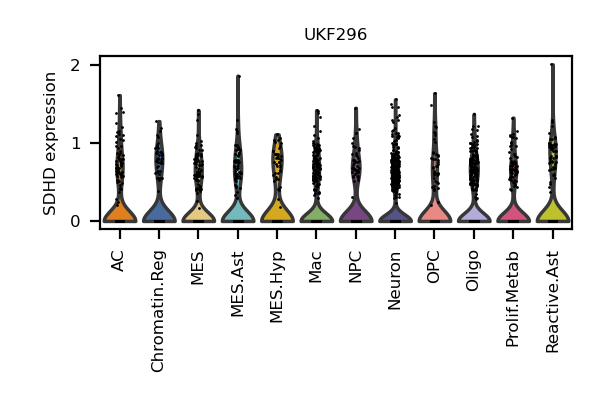 UKF296
SDHD expression
2
1
0
AC
Chromatin.Reg
MES
MES.Ast
MES.Hyp
Mac
NPC
Neuron
OPC
Oligo
Prolif.Metab
Reactive.Ast